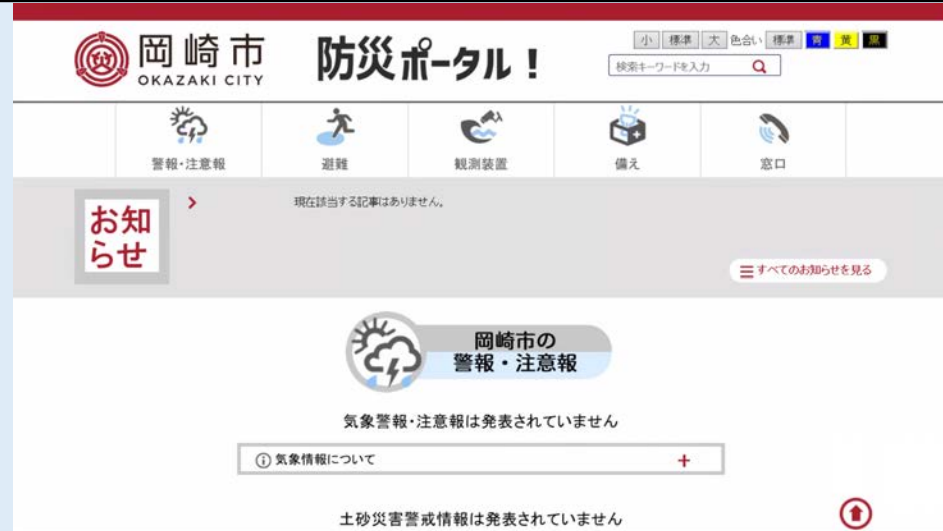 岡崎市
OKAZAKI CITY
防災ポータル！
小 標準 大 色合い 標準 青 黄 黒
検索キーワードを入力
警報・注意報
避難
観測装置
備え
窓口
お知らせ
現在該当する記事はありません。
すべてのお知らせを見る
岡崎市の
警報・注意報
気象警報・注意報は発表されていません
気象情報について
土砂災害警戒情報は発表されていません